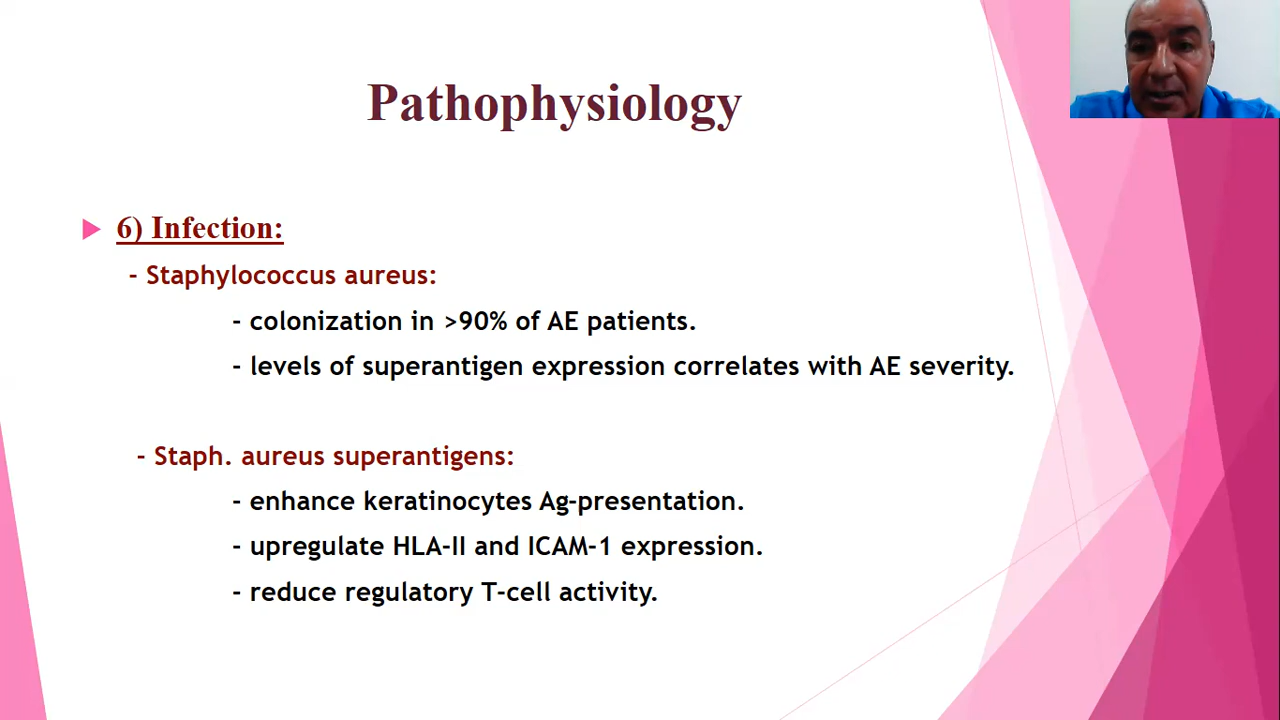 Pathophysiology
6) Infection:
- Staphylococcus aureus:
- colonization in >90% of AE patients.
- levels of superantigen expression correlates with AE severity.
- Staph. aureus superantigens:
- enhance keratinocytes Ag-presentation.
- upregulate HLA-II and ICAM-1 expression.
- reduce regulatory T-cell activity.